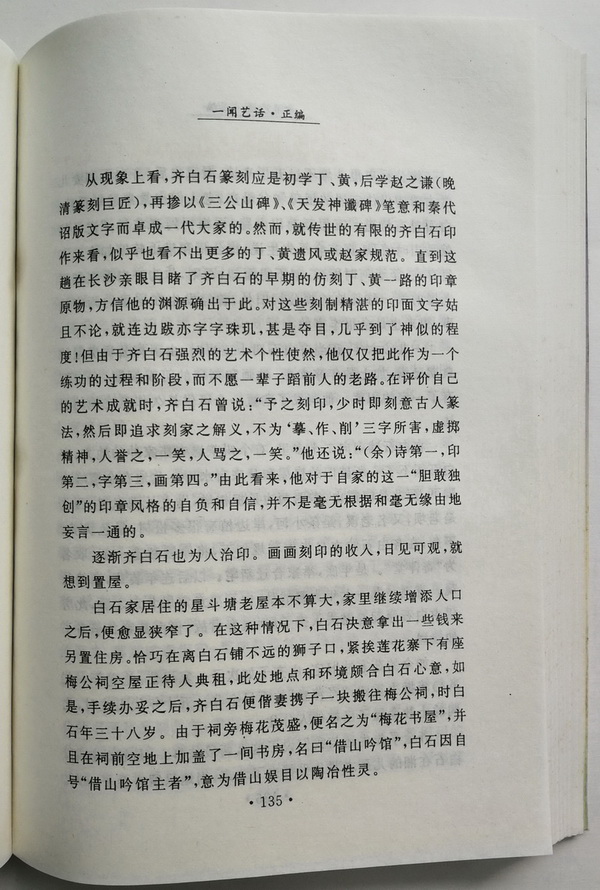 一闻艺话·正编
从现象上看,齐白石篆刻应是初学丁、黄,后学赵之谦(晚
清篆刻巨匠),再掺以《三公山碑》、《天发神谶碑》笔意和秦代
诏版文字而卓成一代大家的。然而,就传世的有限的齐白石印
作来看,似乎也看不出更多的丁、黄遗风或赵家规范。直到这
趟在长沙亲眼目睹了齐白石的早期的仿刻丁、黄一路的印章
原物,方信他的渊源确出于此。对这些刻制精湛的印面文字姑
且不论,就连边跋亦字字珠玑,甚是夺目,几乎到了神似的程
度!但由于齐白石强烈的艺术个性使然,他仅仅把此作为一个
练功的过程和阶段,而不愿一辈子蹈前人的老路。在评价自己
的艺术成就时,齐白石曾说:“予之刻印,少时即刻意古人篆
法,然后即追求刻家之解义,不为‘摹、作、削’三字所害,虚掷
精神,人誉之,一笑,人骂之,一笑。”他还说:“(余)诗第一,印
第二,字第三,画第四。”由此看来,他对于自家的这一“胆敢独
创”的印章风格的自负和自信,并不是毫无根据和毫无缘由地
妄言一通的。
逐渐齐白石也为人治印。画画刻印的收人,日见可观,就
想到置屋。
白石家居住的星斗塘老屋本不算大,家里继续增添人口
之后,便愈显狭窄了。在这种情况下,白石决意拿出一些钱来
另置住房。恰巧在离白石铺不远的狮子口,紧挨莲花寨下有座
梅公祠空屋正待人典租,此处地点和环境颇合白石心意,如
是,手续办妥之后,齐白石便偕妻携子一块搬往梅公祠,时白
石年三十八岁。由于祠旁梅花茂盛,便名之为“梅花书屋”,并
且在祠前空地上加盖了一间书房,名曰“借山吟馆”,白石因自
号“借山吟馆主者”,意为借山娱目以陶冶性灵。
·135·